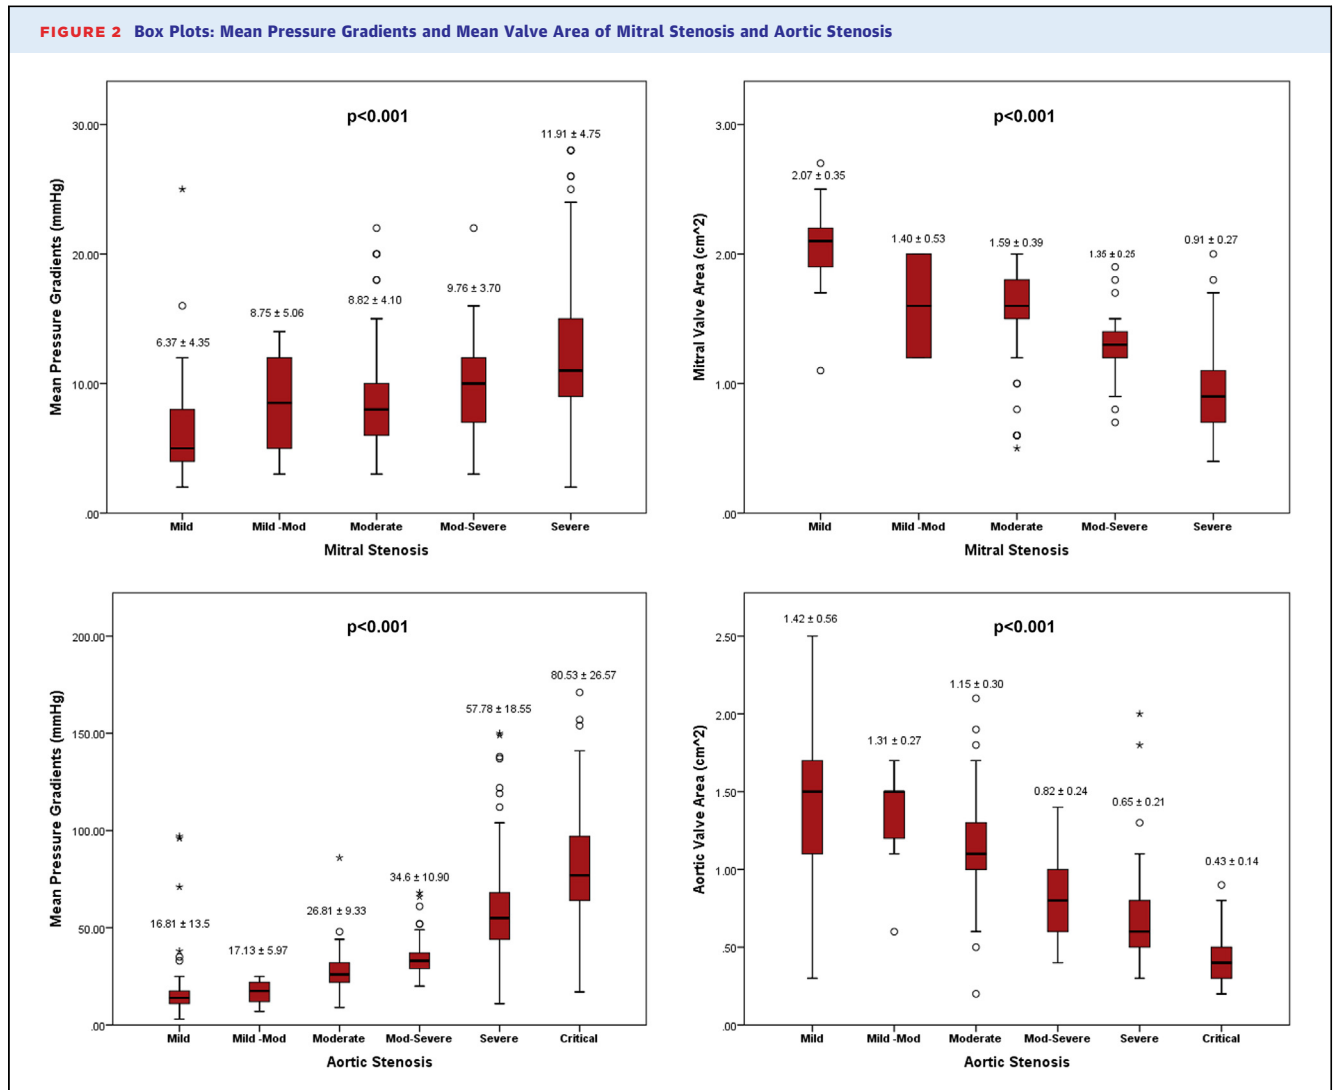 FIGURE 2 Box Plots: Mean Pressure Gradients and Mean Valve Area of Mitral Stenosis and Aortic Stenosis
p<0.001
Mean Pressure Gradients (mmHg)
30.00
20.00
10.00
.00
6.37 ± 4.35
8.75 ± 5.06
8.82 ± 4.10
9.76 ± 3.70
11.91 ± 4.75
Mild Mild -Mod Moderate Mod-Severe Severe
Mitral Stenosis
p<0.001
Mitral Valve Area (cm^2)
3.00
2.00
1.00
.00
2.07 ± 0.35
1.40 ± 0.53
1.59 ± 0.39
1.35 ± 0.25
0.91 ± 0.27
Mild Mild -Mod Moderate Mod-Severe Severe
Mitral Stenosis
p<0.001
Mean Pressure Gradients (mmHg)
200.00
150.00
100.00
50.00
.00
16.81 ± 13.5
17.13 ± 5.97
26.81 ± 9.33
34.6 ± 10.90
57.78 ± 18.55
80.53 ± 26.57
Mild Mild -Mod Moderate Mod-Severe Severe Critical
Aortic Stenosis
p<0.001
Aortic Valve Area (cm^2)
2.50
2.00
1.50
1.00
.50
.00
1.42 ± 0.56
1.31 ± 0.27
1.15 ± 0.30
0.82 ± 0.24
0.65 ± 0.21
0.43 ± 0.14
Mild Mild -Mod Moderate Mod-Severe Severe Critical
Aortic Stenosis